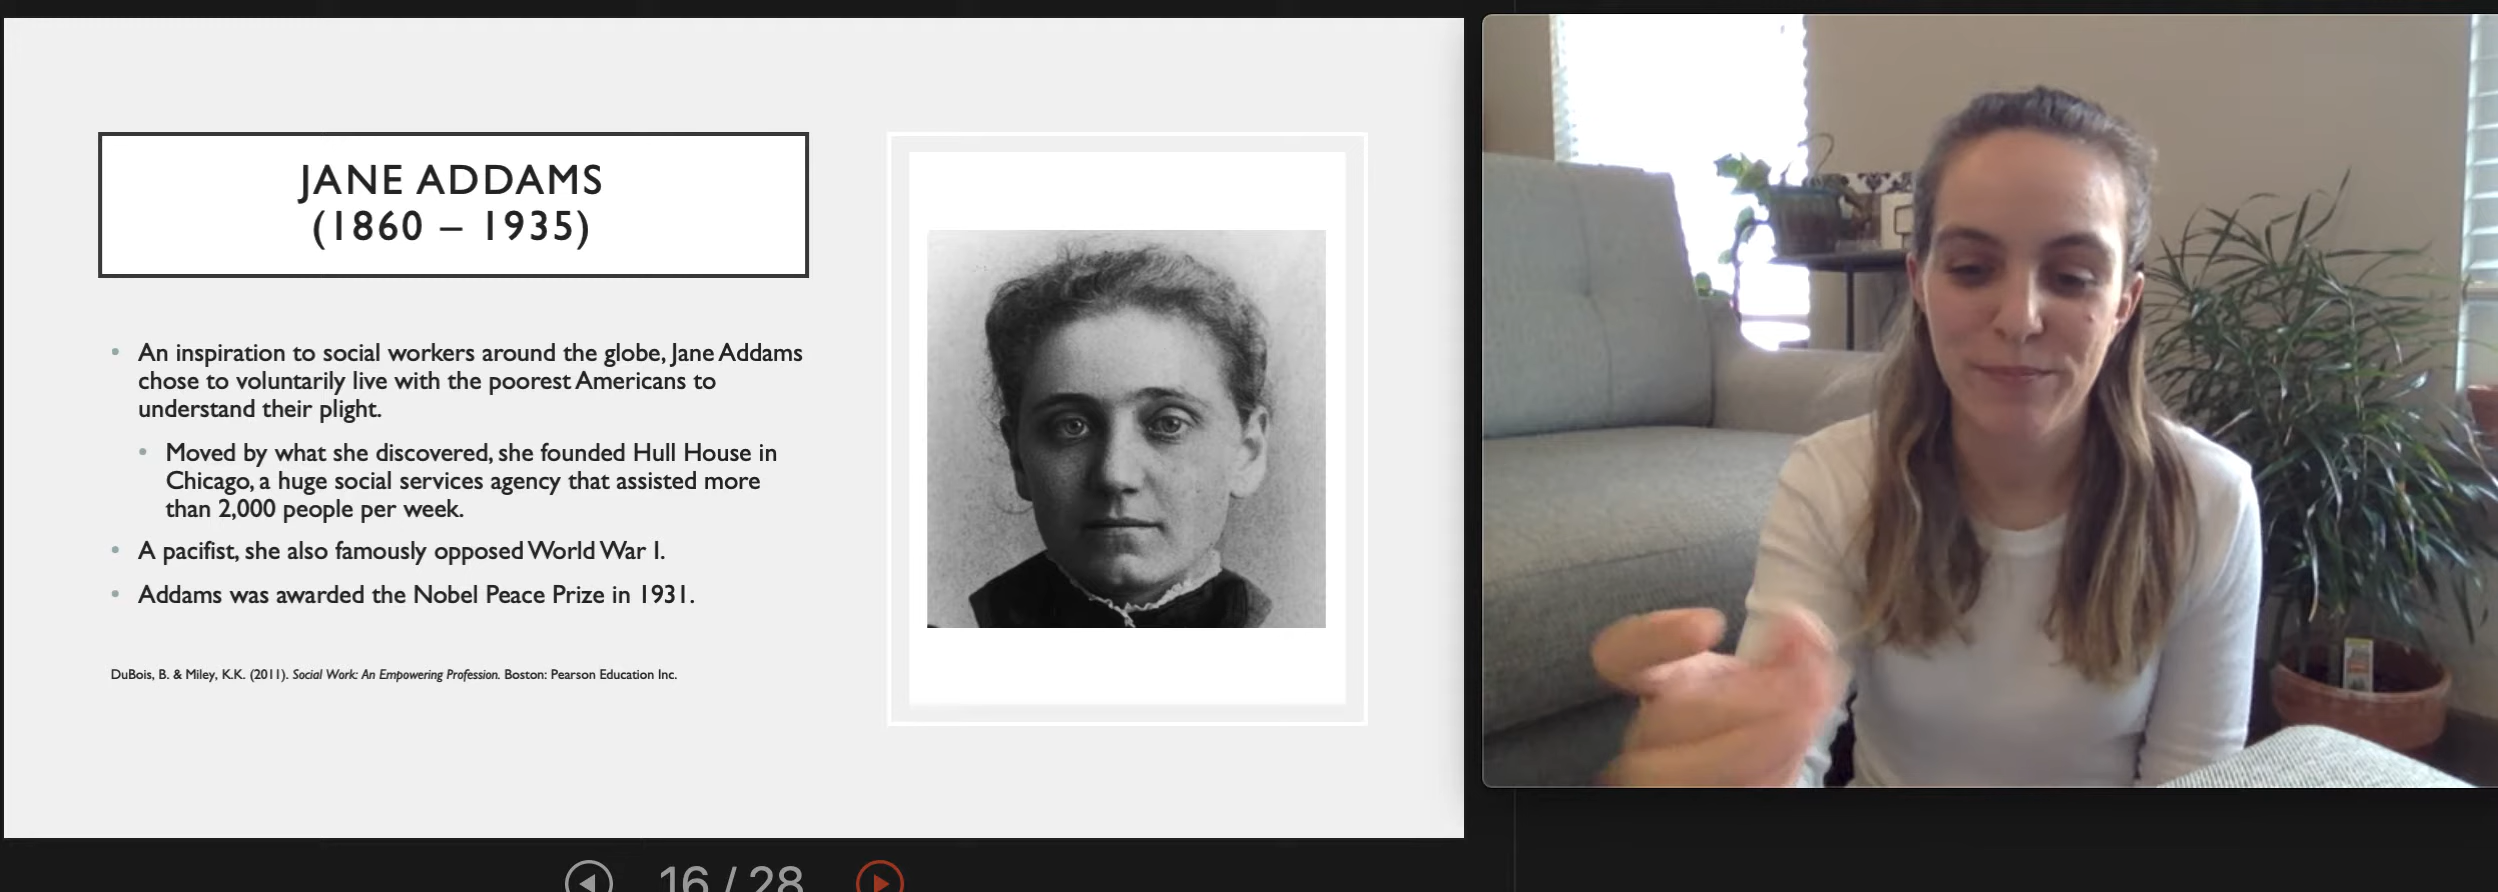 JANE ADDAMS
(1860 – 1935)
• An inspiration to social workers around the globe, Jane Addams
chose to voluntarily live with the poorest Americans to
understand their plight.
• Moved by what she discovered, she founded Hull House in
Chicago, a huge social services agency that assisted more
than 2,000 people per week.
• A pacifist, she also famously opposed World War I.
• Addams was awarded the Nobel Peace Prize in 1931.
DuBois, B. & Miley, K.K. (2011). Social Work: An Empowering Profession. Boston: Pearson Education Inc.
16 / 28